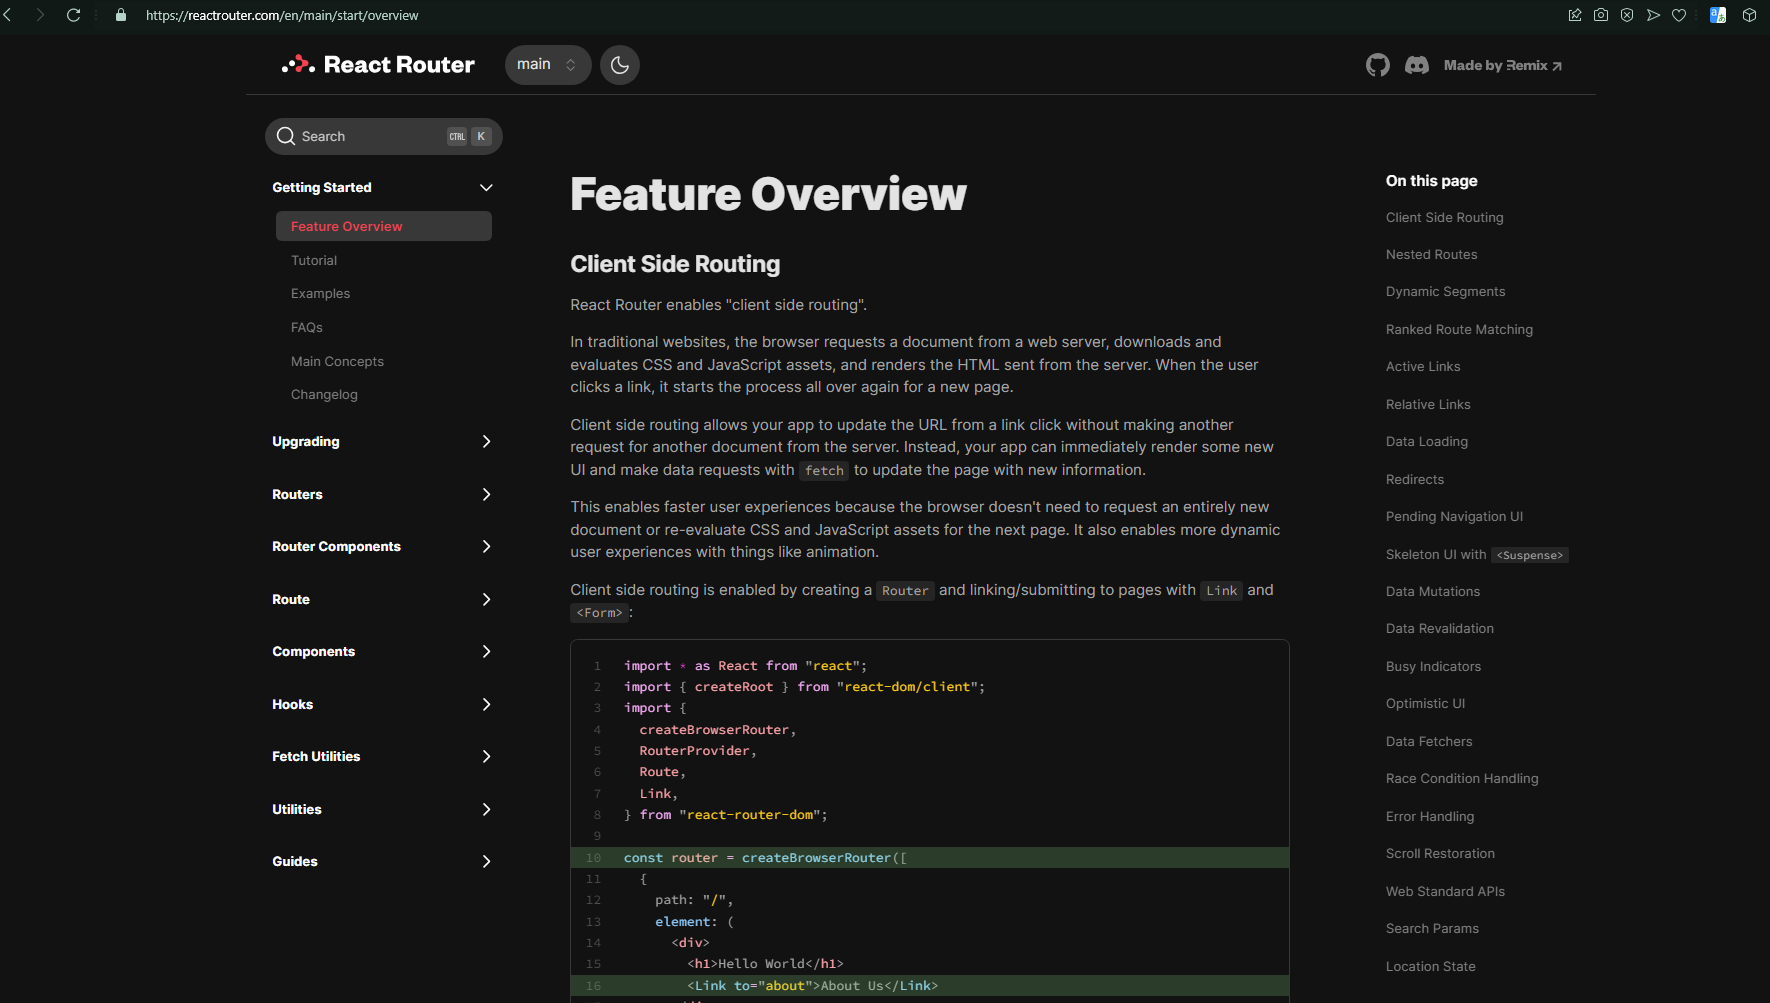 https://reactrouter.com/en/main/start/overview
React Router
main
Made by Remix
Search
CTRL K
Getting Started
Feature Overview
Tutorial
Examples
FAQs
Main Concepts
Changelog
Upgrading
Routers
Router Components
Route
Components
Hooks
Fetch Utilities
Utilities
Guides
Feature Overview
Client Side Routing
React Router enables "client side routing".
In traditional websites, the browser requests a document from a web server, downloads and
evaluates CSS and JavaScript assets, and renders the HTML sent from the server. When the user
clicks a link, it starts the process all over again for a new page.
Client side routing allows your app to update the URL from a link click without making another
request for another document from the server. Instead, your app can immediately render some new
UI and make data requests with fetch to update the page with new information.
This enables faster user experiences because the browser doesn't need to request an entirely new
document or re-evaluate CSS and JavaScript assets for the next page. It also enables more dynamic
user experiences with things like animation.
Client side routing is enabled by creating a Router and linking/submitting to pages with Link and
<Form>:
1 import * as React from "react";
2 import { createRoot } from "react-dom/client";
3 import {
4 createBrowserRouter,
5 RouterProvider,
6 Route,
7 Link,
8 } from "react-router-dom";
9
10 const router = createBrowserRouter([
11 {
12 path: "/",
13 element: (
14 <div>
15 <h1>Hello World</h1>
16 <Link to="about">About Us</Link>
On this page
Client Side Routing
Nested Routes
Dynamic Segments
Ranked Route Matching
Active Links
Relative Links
Data Loading
Redirects
Pending Navigation UI
Skeleton UI with <Suspense>
Data Mutations
Data Revalidation
Busy Indicators
Optimistic UI
Data Fetchers
Race Condition Handling
Error Handling
Scroll Restoration
Web Standard APIs
Search Params
Location State